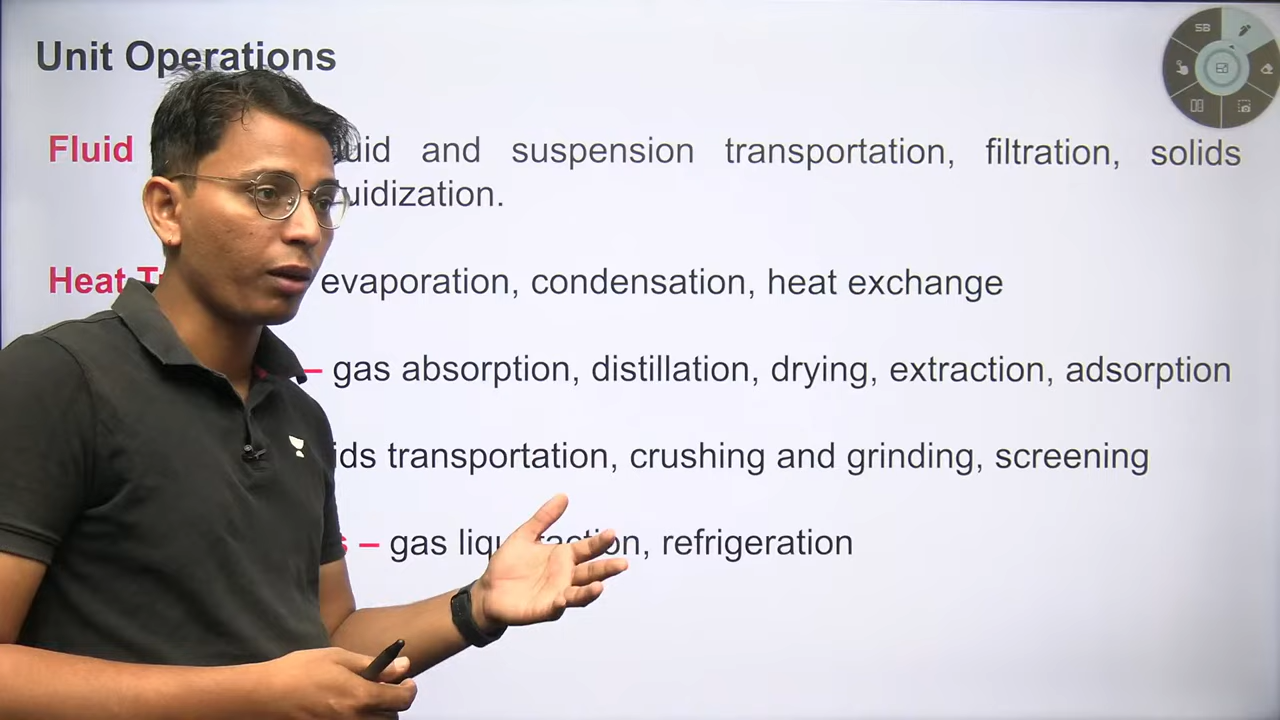 Unit Operations
SB
Fluid uid and suspension transportation, filtration, solids
uidization.
Heat T evaporation, condensation, heat exchange
– gas absorption, distillation, drying, extraction, adsorption
ids transportation, crushing and grinding, screening
s – gas liq on, refrigeration